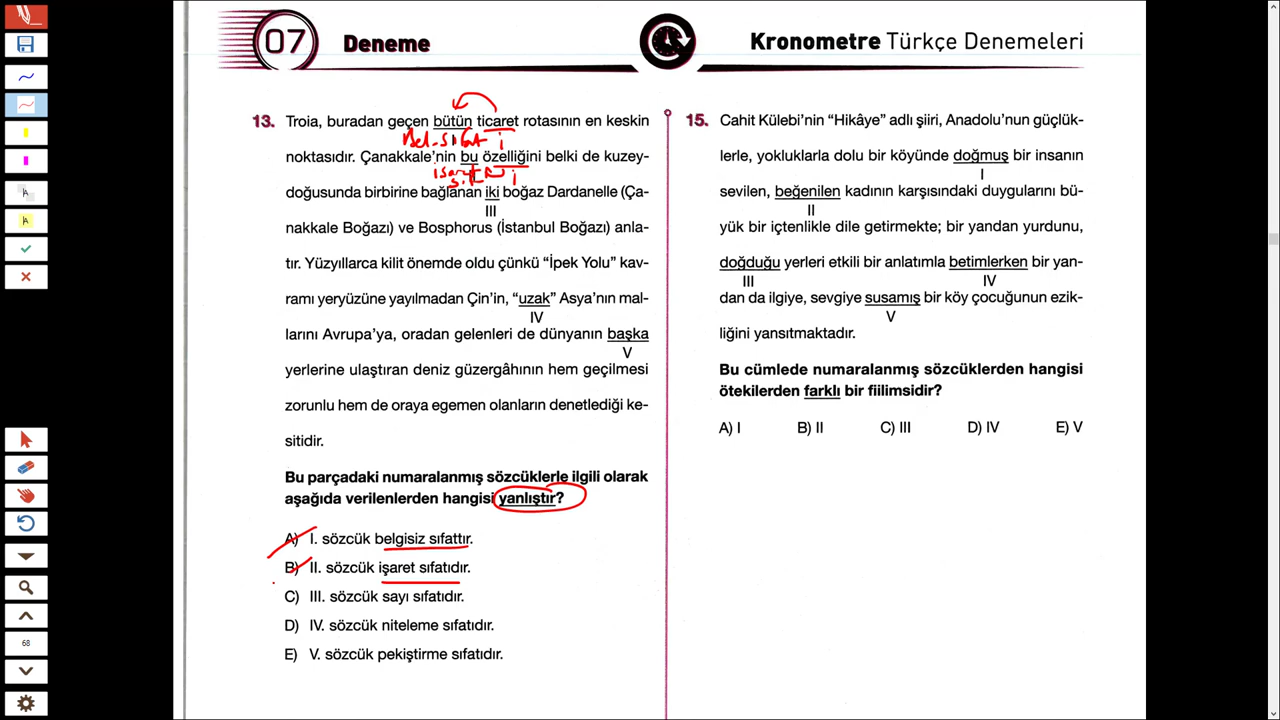 07 Deneme
Kronometre Türkçe Denemeleri
13. Troia, buradan geçen bütün ticaret rotasının en keskin
Bel. sıfat i
noktasıdır. Çanakkale'nin bu özelliğini belki de kuzey-
işaret sıf. i
doğusunda birbirine bağlanan iki boğaz Dardanelle (Ça-
III
nakkale Boğazı) ve Bosphorus (İstanbul Boğazı) anla-
tır. Yüzyıllarca kilit önemde oldu çünkü "İpek Yolu" kav-
ramı yeryüzüne yayılmadan Çin'in, "uzak" Asya'nın mal-
IV
larını Avrupa'ya, oradan gelenleri de dünyanın başka
V
yerlerine ulaştıran deniz güzergâhının hem geçilmesi
zorunlu hem de oraya egemen olanların denetlediği ke-
sitidir.
Bu parçadaki numaralanmış sözcüklerle ilgili olarak
aşağıda verilenlerden hangisi yanlıştır?
A) I. sözcük belgisiz sıfattır.
B) II. sözcük işaret sıfatıdır.
C) III. sözcük sayı sıfatıdır.
D) IV. sözcük niteleme sıfatıdır.
E) V. sözcük pekiştirme sıfatıdır.
15. Cahit Külebi'nin "Hikâye" adlı şiiri, Anadolu'nun güçlük-
lerle, yokluklarla dolu bir köyünde doğmuş bir insanın
I
sevilen, beğenilen kadının karşısındaki duygularını bü-
II
yük bir içtenlikle dile getirmekte; bir yandan yurdunu,
doğduğu yerleri etkili bir anlatımla betimlerken bir yan-
III IV
dan da ilgiye, sevgiye susamış bir köy çocuğunun ezik-
V
liğini yansıtmaktadır.
Bu cümlede numaralanmış sözcüklerden hangisi
ötekilerden farklı bir fiilimsidir?
A) I B) II C) III D) IV E) V
68